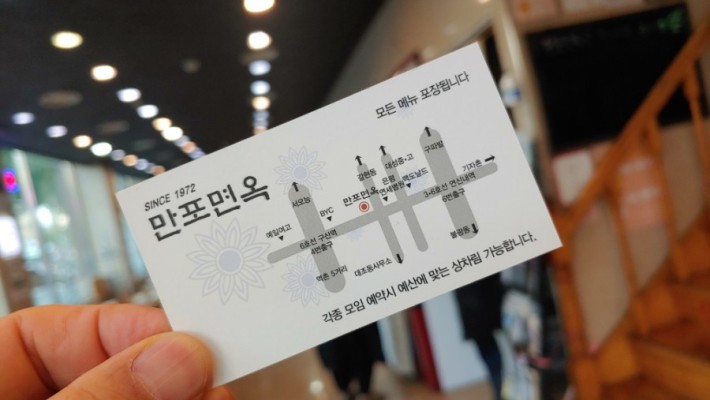 모든 메뉴 포장됩니다
SINCE 1972
만포면옥
서오능
갈현동
대성중·고
구파발
기자촌
예일여고
BYC
만포면옥
은평
연세병원
맥도날드
3~6호선 연신내역
6번출구
6호선 구산역
4번출구
역촌 5거리
대조동사무소
불광동
각종 모임 예약시 예산에 맞는 상차림 가능합니다.